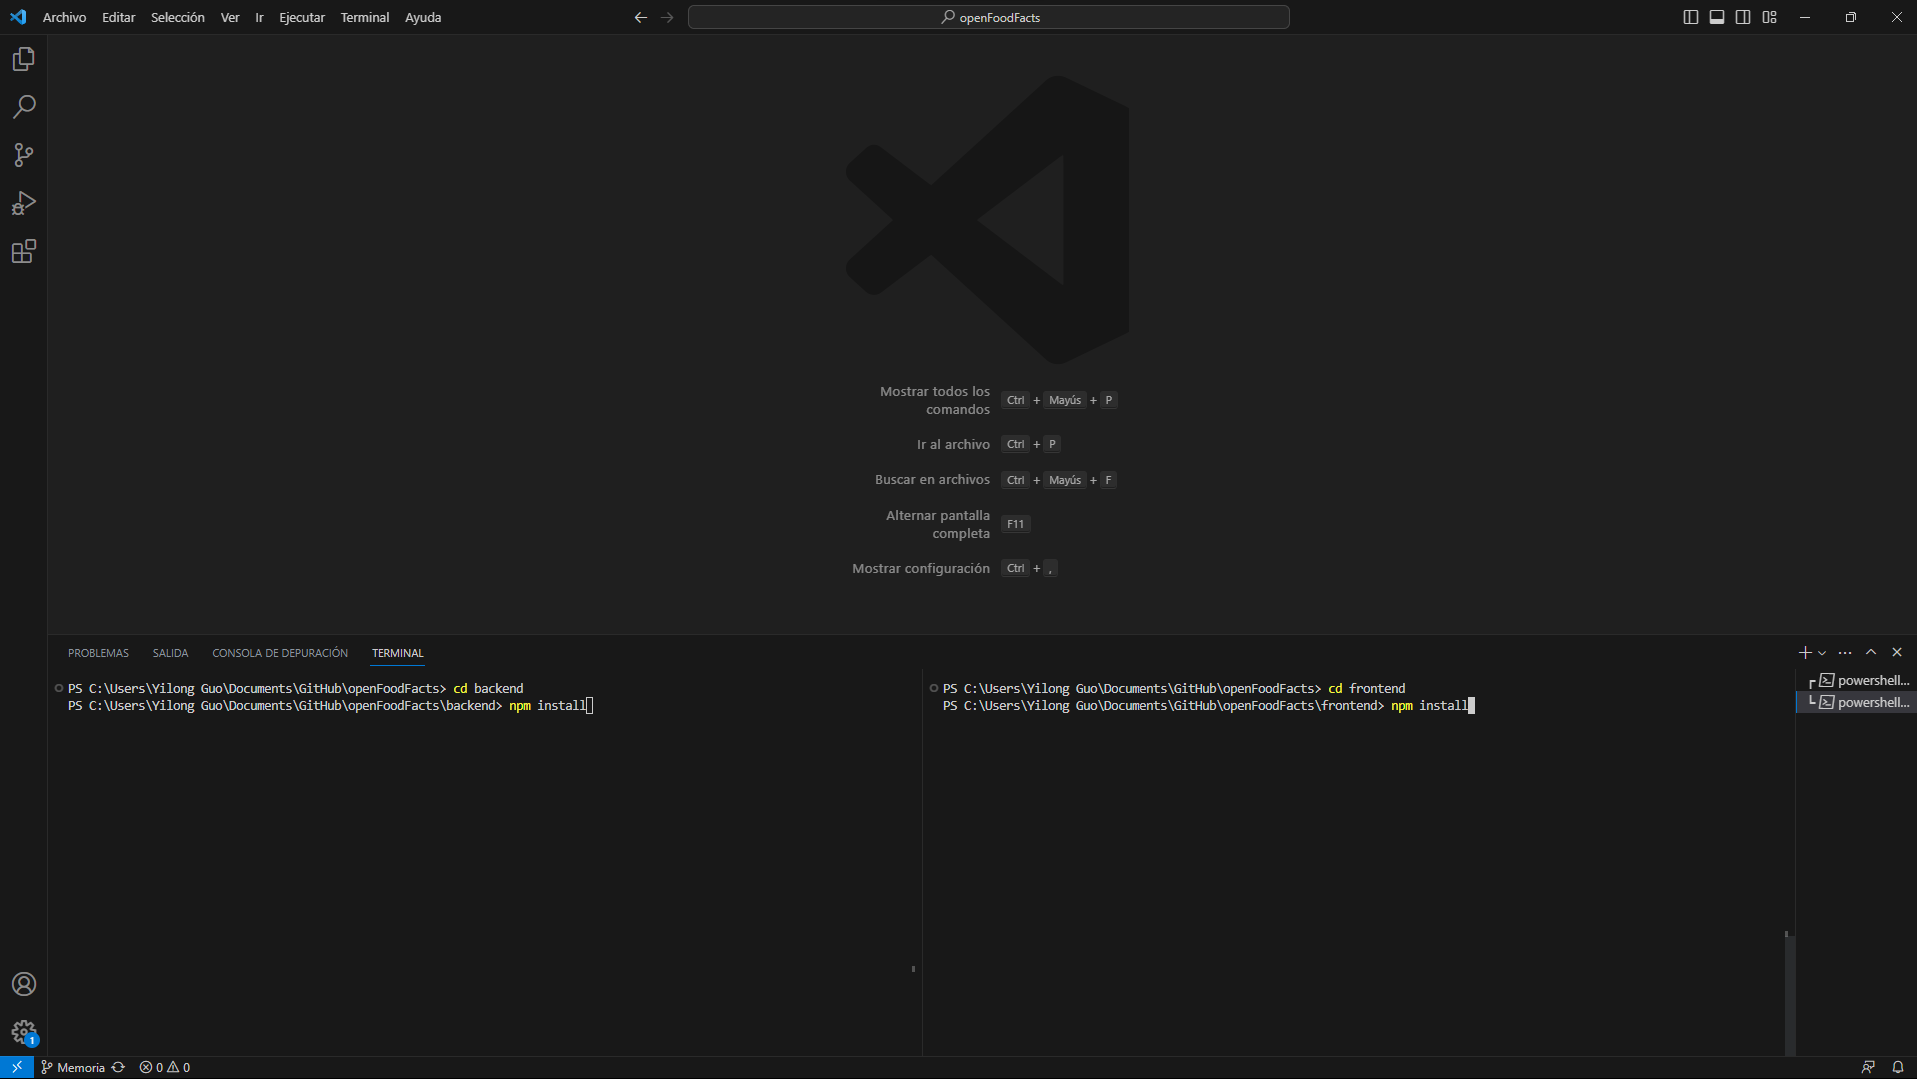 Archivo Editar Selección Ver Ir Ejecutar Terminal Ayuda
openFoodFacts
Mostrar todos los comandos Ctrl + Mayús + P
Ir al archivo Ctrl + P
Buscar en archivos Ctrl + Mayús + F
Alternar pantalla completa F11
Mostrar configuración Ctrl + ,
PROBLEMAS SALIDA CONSOLA DE DEPURACIÓN TERMINAL
PS C:\Users\Yilong Guo\Documents\GitHub\openFoodFacts> cd backend
PS C:\Users\Yilong Guo\Documents\GitHub\openFoodFacts\backend> npm install
PS C:\Users\Yilong Guo\Documents\GitHub\openFoodFacts> cd frontend
PS C:\Users\Yilong Guo\Documents\GitHub\openFoodFacts\frontend> npm install
powershell...
powershell...
1
Memoria 0 0